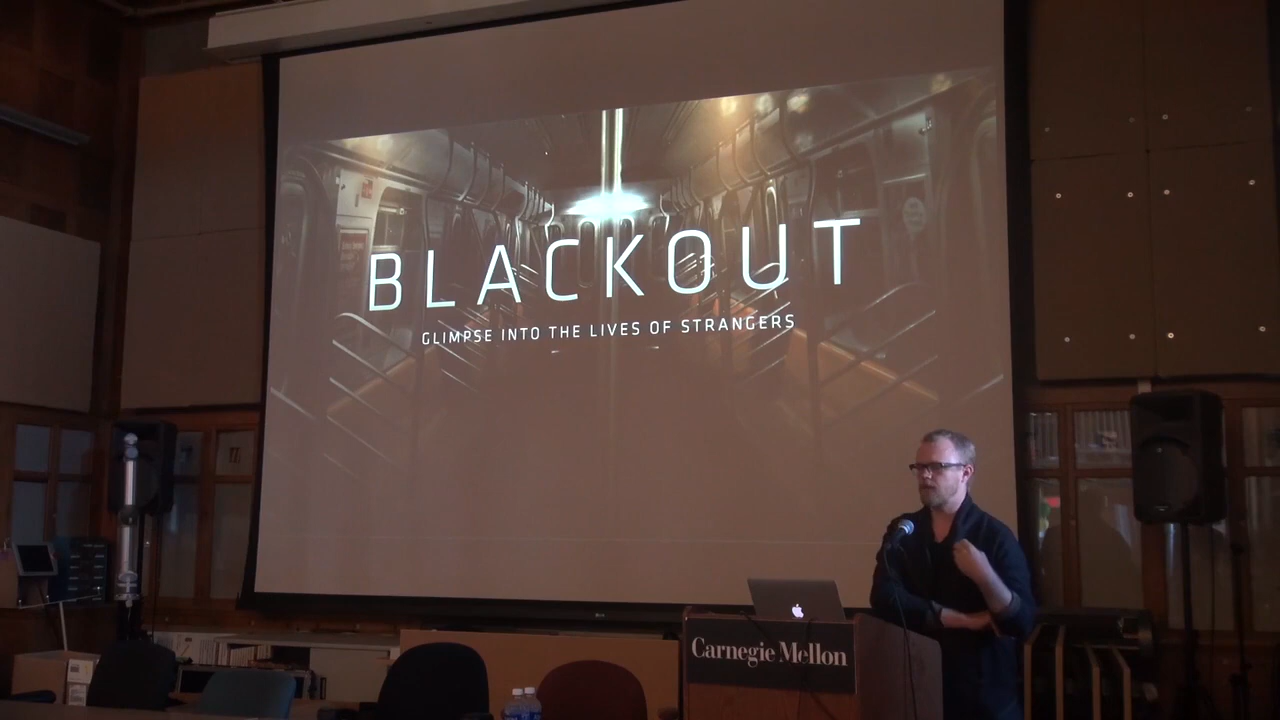 BLACKOUT
GLIMPSE INTO THE LIVES OF STRANGERS
Carnegie Mellon